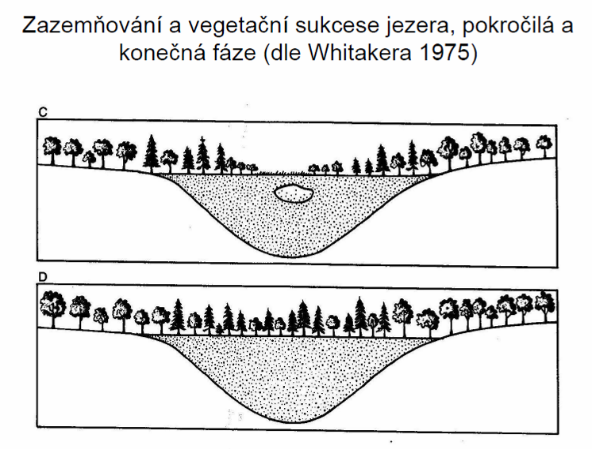 Zazemňování a vegetační sukcese jezera, pokročilá a
konečná fáze (dle Whitakera 1975)
C
D